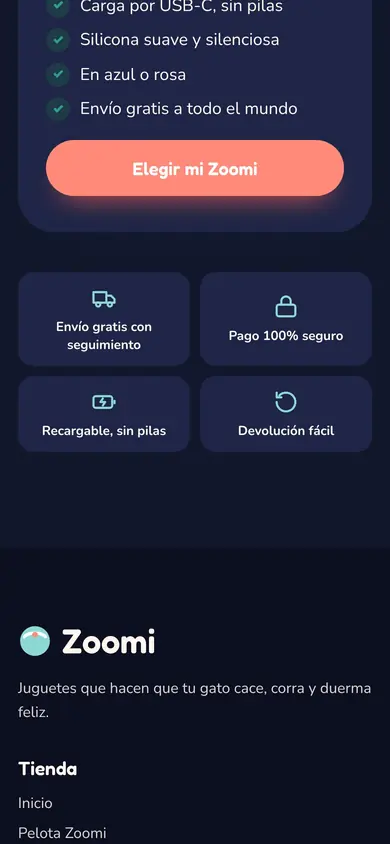 Carga por USB-C, sin pilas
Silicona suave y silenciosa
En azul o rosa
Envío gratis a todo el mundo
Elegir mi Zoomi
Envío gratis con
seguimiento
Pago 100% seguro
Recargable, sin pilas
Devolución fácil
Zoomi
Juguetes que hacen que tu gato cace, corra y duerma
feliz.
Tienda
Inicio
Pelota Zoomi